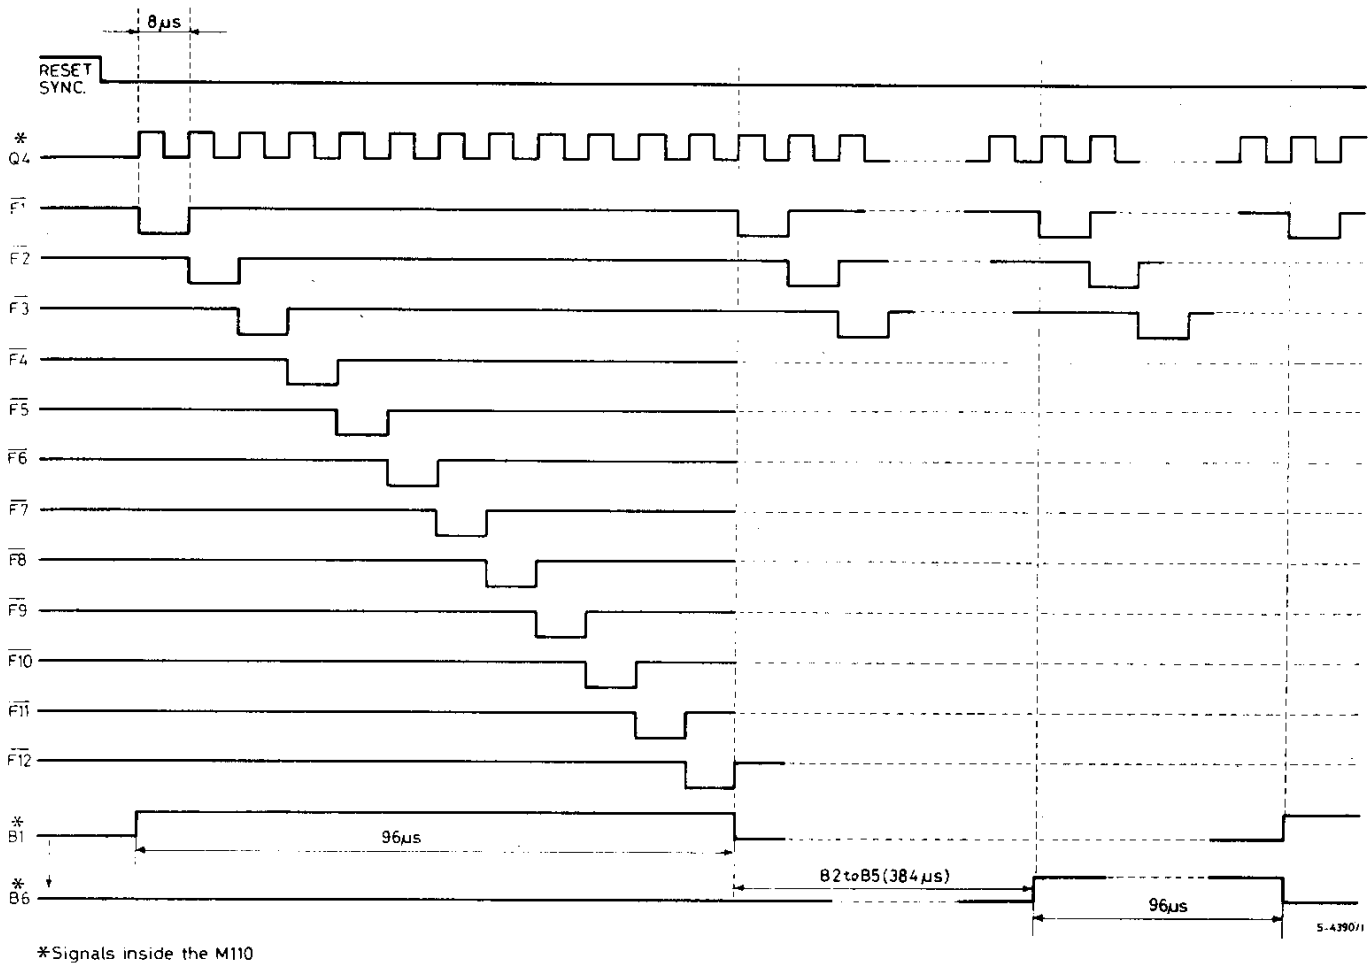 8µs
RESET
SYNC.
*
Q4
F1
F2
F3
F4
F5
F6
F7
F8
F9
F10
F11
F12
*
B1
96µs
B2 to B5 (384 µs)
*
B6
96µs
S-4390/1
*Signals inside the M110